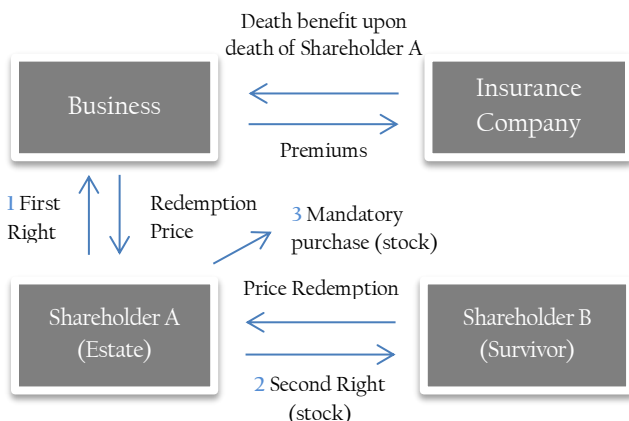 Death benefit upon
death of Shareholder A
Business
Insurance
Company
Premiums
1 First
Right
Redemption
Price
3 Mandatory
purchase (stock)
Shareholder A
(Estate)
Price Redemption
Shareholder B
(Survivor)
2 Second Right
(stock)